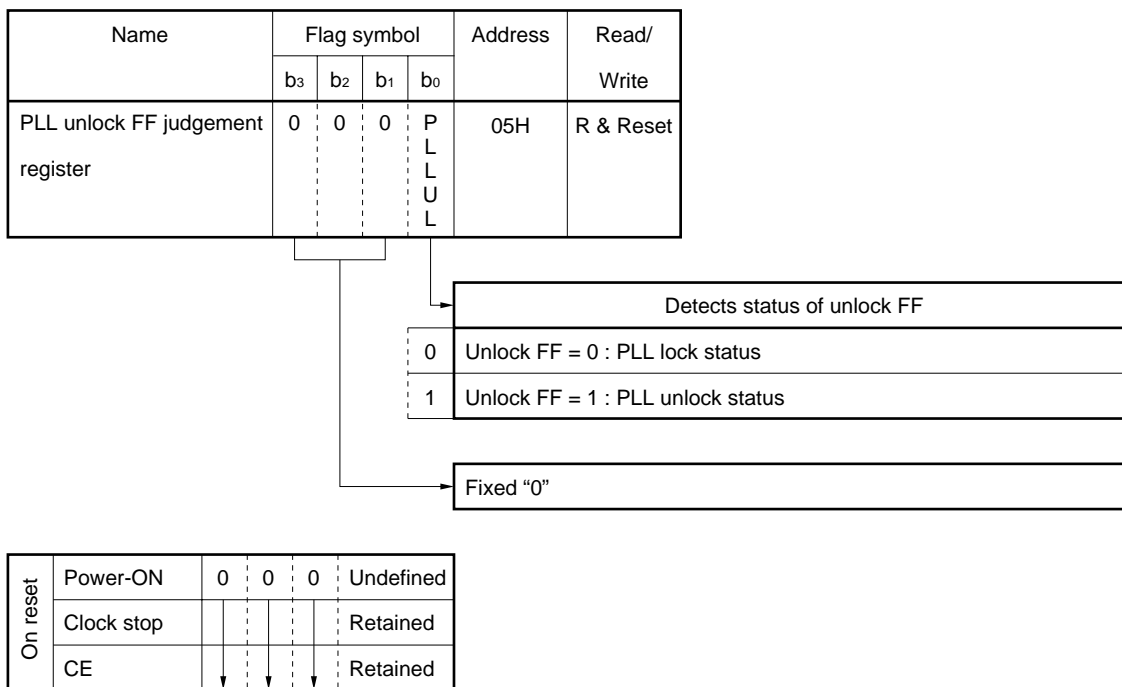 Name Flag symbol Address Read/
b3 b2 b1 b0 Write
PLL unlock FF judgement 0 0 0 P 05H R & Reset
L
register L
U
L
Detects status of unlock FF
0 Unlock FF = 0 : PLL lock status
1 Unlock FF = 1 : PLL unlock status
Fixed “0”
On reset
Power-ON 0 0 0 Undefined
Clock stop Retained
CE Retained